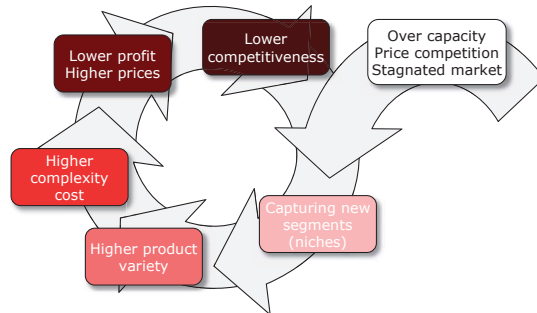 Over capacity
Price competition
Stagnated market
Capturing new
segments
(niches)
Higher product
variety
Higher
complexity
cost
Lower profit
Higher prices
Lower
competitiveness